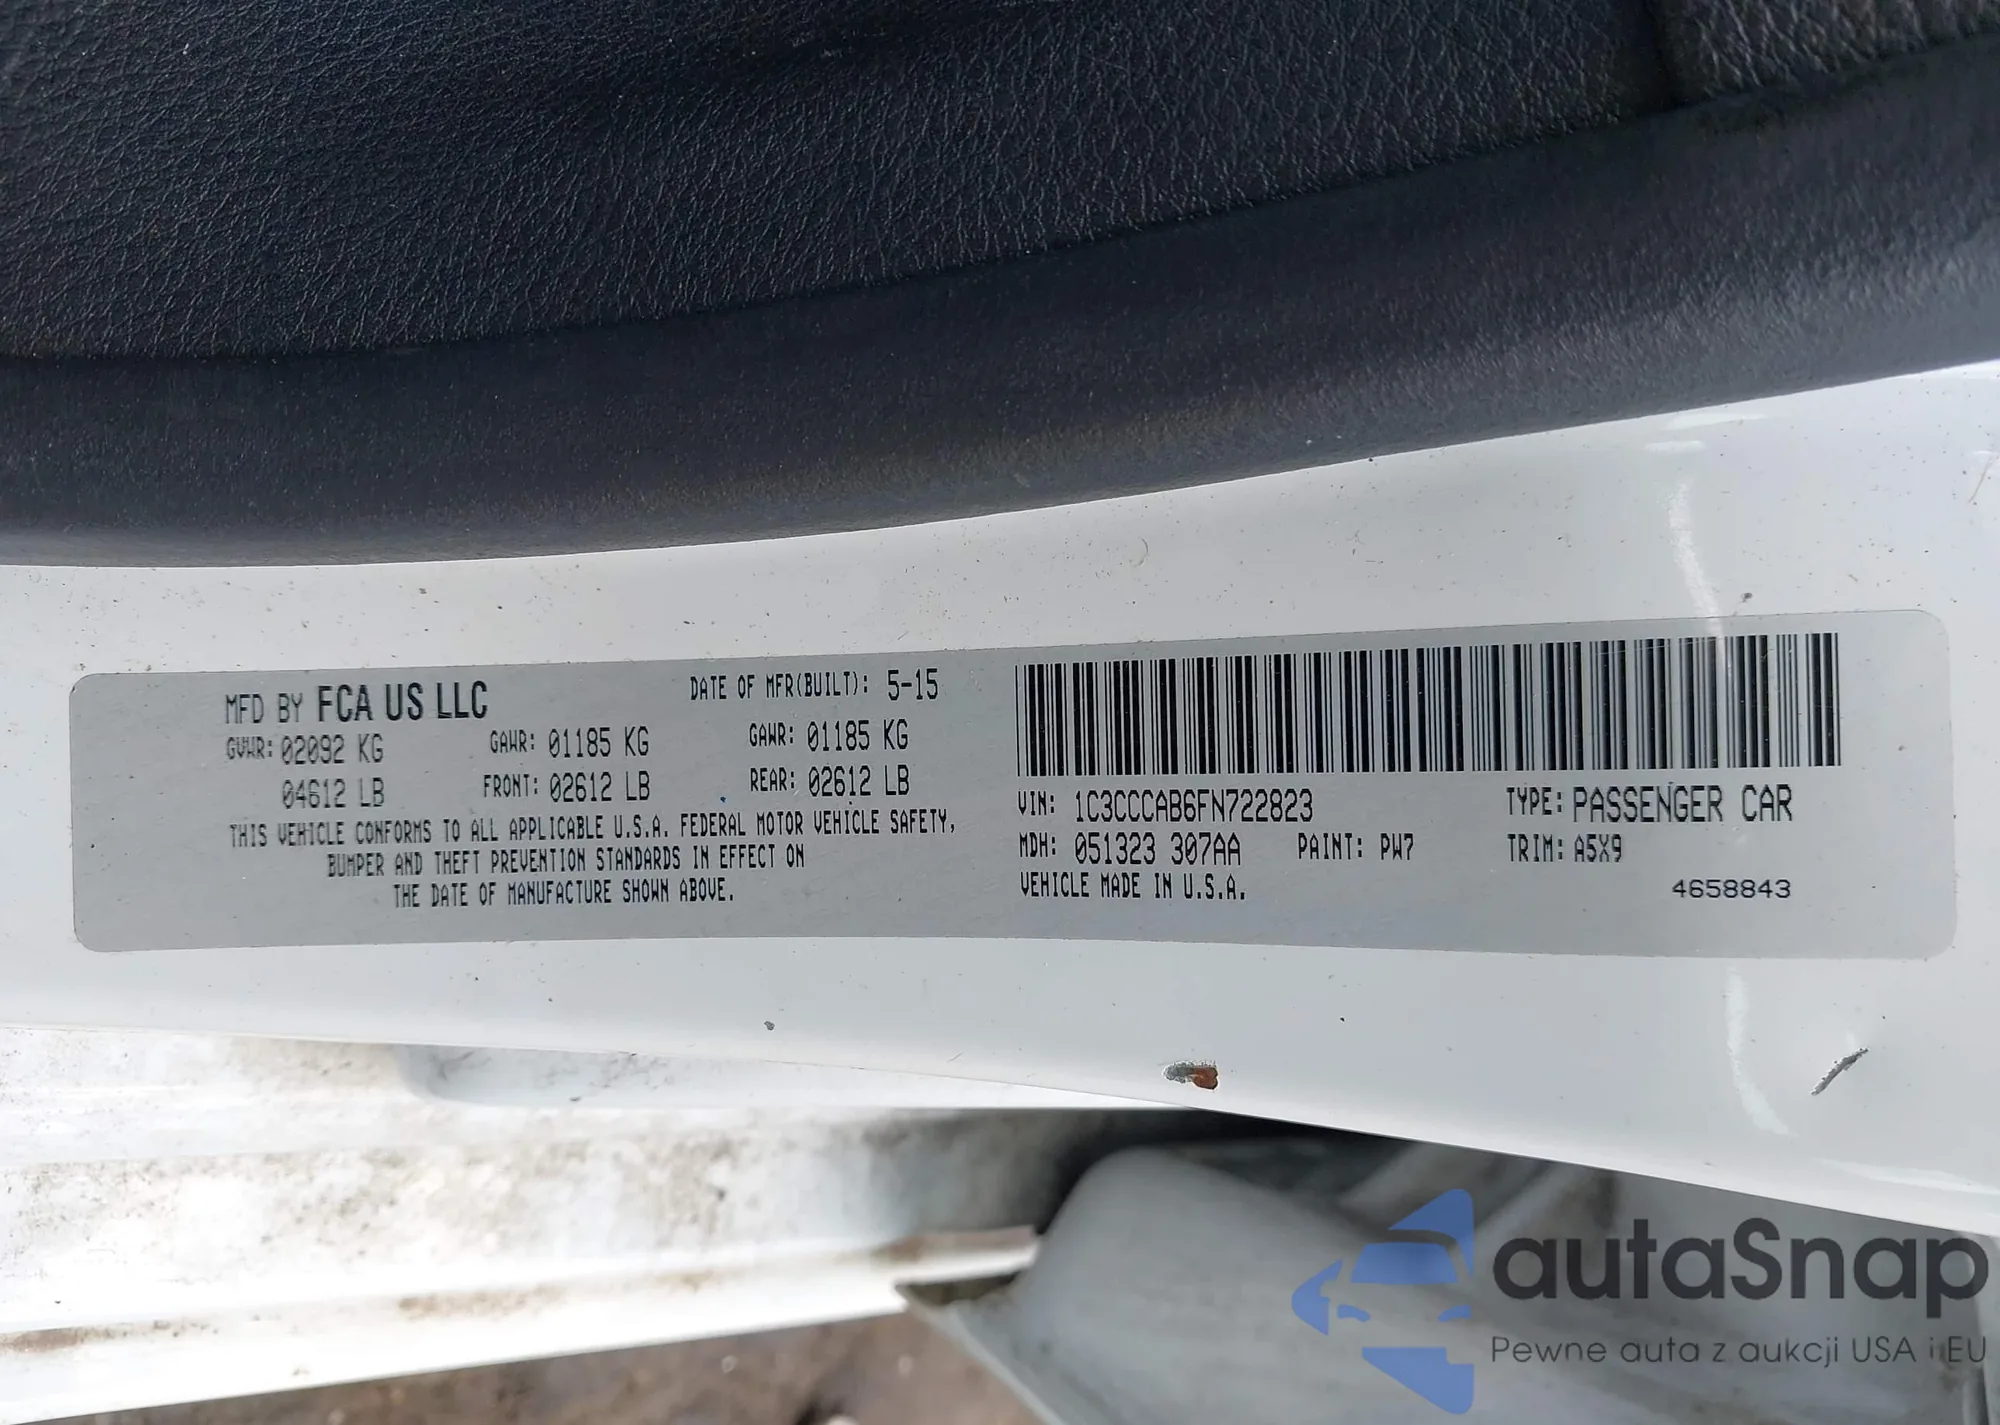 MFD BY FCA US LLC DATE OF MFR(BUILT): 5-15
GVWR: 02092 KG GAWR: 01185 KG GAWR: 01185 KG
04612 LB FRONT: 02612 LB REAR: 02612 LB
THIS VEHICLE CONFORMS TO ALL APPLICABLE U.S.A. FEDERAL MOTOR VEHICLE SAFETY,
BUMPER AND THEFT PREVENTION STANDARDS IN EFFECT ON
THE DATE OF MANUFACTURE SHOWN ABOVE.
VIN: 1C3CCCAB6FN722823 TYPE: PASSENGER CAR
MDH: 051323 307AA PAINT: PW7 TRIM: A5X9
VEHICLE MADE IN U.S.A. 4658843
autaSnap
Pewne auta z aukcji USA i EU